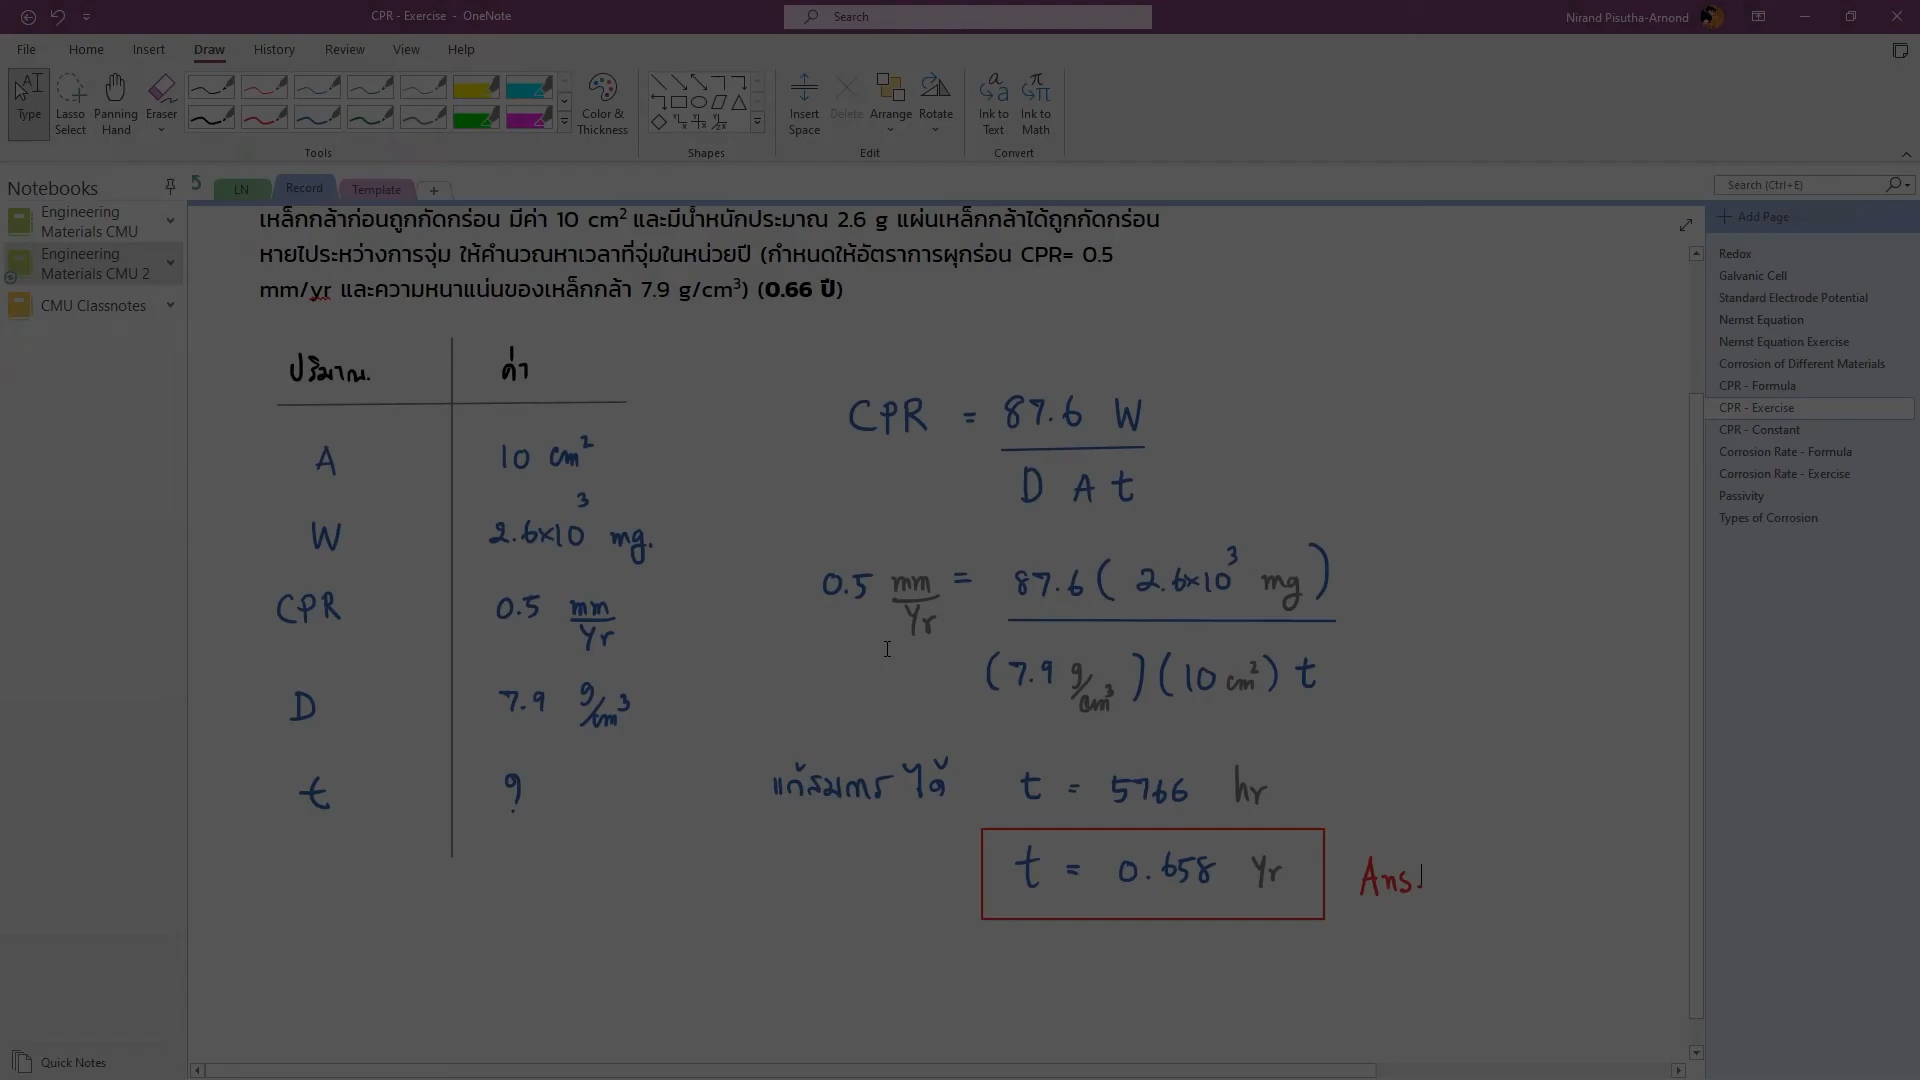 CPR - Exercise - OneNote
Search
Nirand Pisutha-Arnond
File Home Insert Draw History Review View Help
Type
Lasso Select
Panning Hand
Eraser
Color & Thickness
Insert Space
Delete
Arrange
Rotate
Ink to Text
Ink to Math
Tools
Shapes
Edit
Convert
Notebooks
LN
Record
Template
Search (Ctrl+E)
Engineering Materials CMU
Engineering Materials CMU 2
CMU Classnotes
Quick Notes
เหล็กกล้าก่อนถูกกัดกร่อน มีค่า 10 cm² และมีน้ำหนักประมาณ 2.6 g แผ่นเหล็กกล้าได้ถูกกัดกร่อน
หายไประหว่างการจุ่ม ให้คำนวณหาเวลาที่จุ่มในหน่วยปี (กำหนดให้อัตราการผุกร่อน CPR= 0.5
mm/yr และความหนาแน่นของเหล็กกล้า 7.9 g/cm³) (0.66 ปี)
ปริมาณ. ค่า
A 10 cm²
W 2.6×10³ mg.
CPR 0.5 mm/Yr
D 7.9 g/cm³
t ?
CPR = 87.6 W
D A t
0.5 mm/Yr = 87.6 ( 2.6×10³ mg )
(7.9 g/cm³ ) (10 cm²) t
แก้สมการ ได้ t = 5766 hr
t = 0.658 Yr Ans.
Add Page
Redox
Galvanic Cell
Standard Electrode Potential
Nernst Equation
Nernst Equation Exercise
Corrosion of Different Materials
CPR - Formula
CPR - Exercise
CPR - Constant
Corrosion Rate - Formula
Corrosion Rate - Exercise
Passivity
Types of Corrosion